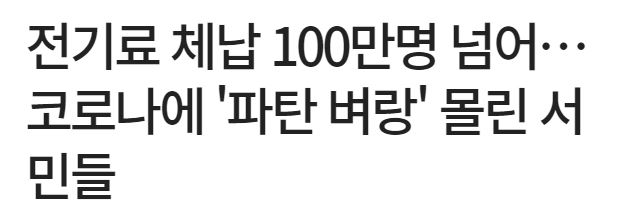 전기료 체납 100만명 넘어…
코로나에 '파탄 벼랑' 몰린 서
민들